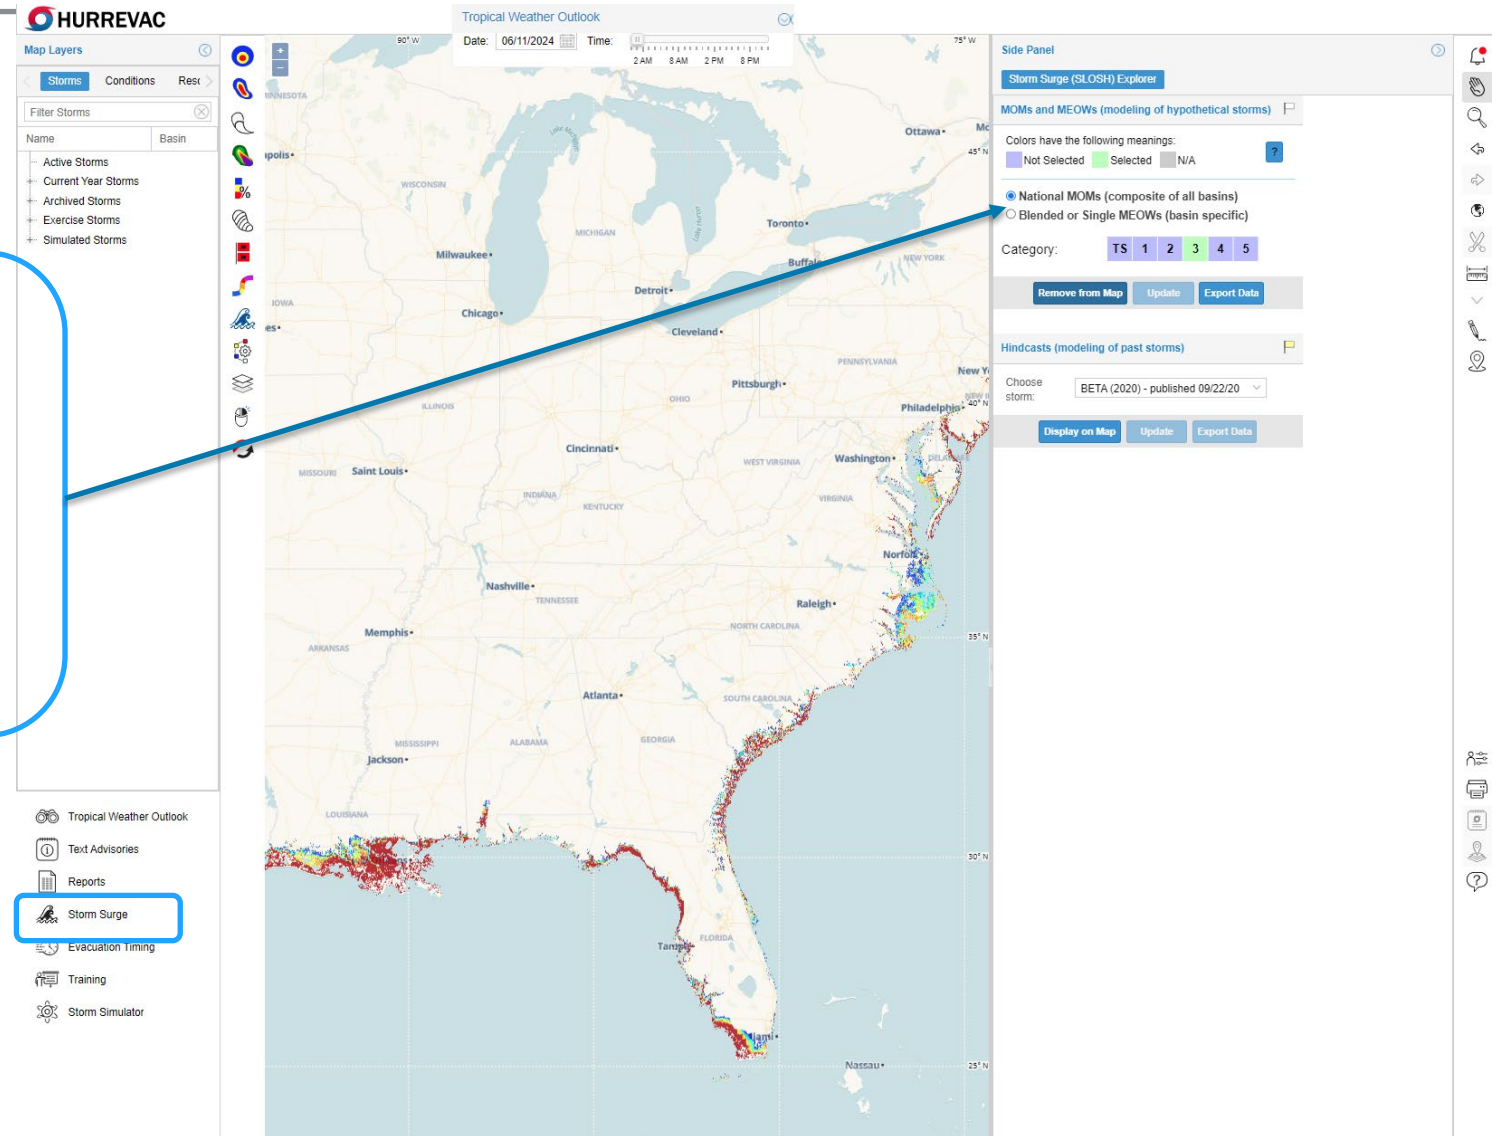 HURREVAC
Tropical Weather Outlook
Date: 06/11/2024 Time:
2 AM 8 AM 2 PM 8 PM
Map Layers
Storms Conditions
Filter Storms
Name Basin
Active Storms
Current Year Storms
Archived Storms
Exercise Storms
Simulated Storms
Tropical Weather Outlook
Text Advisories
Reports
Storm Surge
Evacuation Timing
Training
Storm Simulator
+
−
%
90° W
75° W
Ottawa
45° N
WISCONSIN
Toronto
MICHIGAN
Milwaukee
NEW YORK
Detroit
IOWA
Chicago
Cleveland
PENNSYLVANIA
Pittsburgh
OHIO
ILLINOIS
Philadelphia
40° N
Cincinnati
WEST VIRGINIA
Washington
MISSOURI
Saint Louis
INDIANA
VIRGINIA
KENTUCKY
Norfolk
Nashville
TENNESSEE
Raleigh
NORTH CAROLINA
Memphis
35° N
ARKANSAS
Atlanta
SOUTH CAROLINA
GEORGIA
MISSISSIPPI
ALABAMA
Jackson
LOUISIANA
30° N
FLORIDA
Nassau
25° N
Side Panel
Storm Surge (SLOSH) Explorer
MOMs and MEOWs (modeling of hypothetical storms)
Colors have the following meanings:
Not Selected Selected N/A
?
National MOMs (composite of all basins)
Blended or Single MEOWs (basin specific)
Category: TS 1 2 3 4 5
Remove from Map Update Export Data
Hindcasts (modeling of past storms)
Choose
storm:
BETA (2020) - published 09/22/20
Display on Map Update Export Data